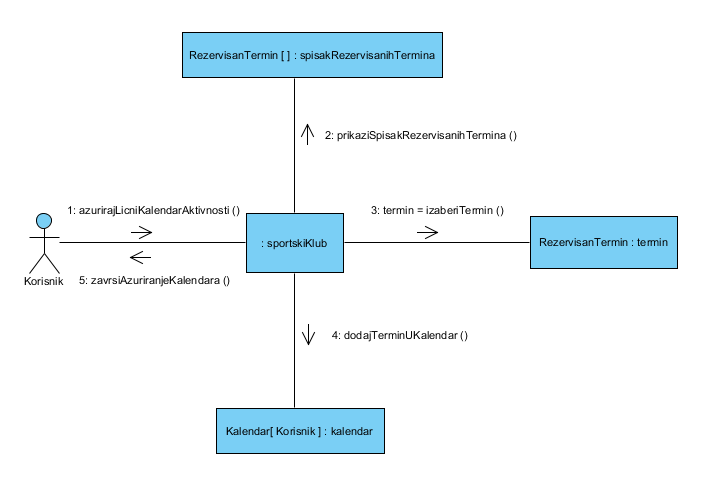 RezervisanTermin [ ] : spisakRezervisanihTermina
2: prikaziSpisakRezervisanihTermina ()
1: azurirajLicniKalendarAktivnosti ()
3: termin = izaberiTermin ()
: sportskiKlub
RezervisanTermin : termin
Korisnik
5: zavrsiAzuriranjeKalendara ()
4: dodajTerminUKalendar ()
Kalendar[ Korisnik ] : kalendar